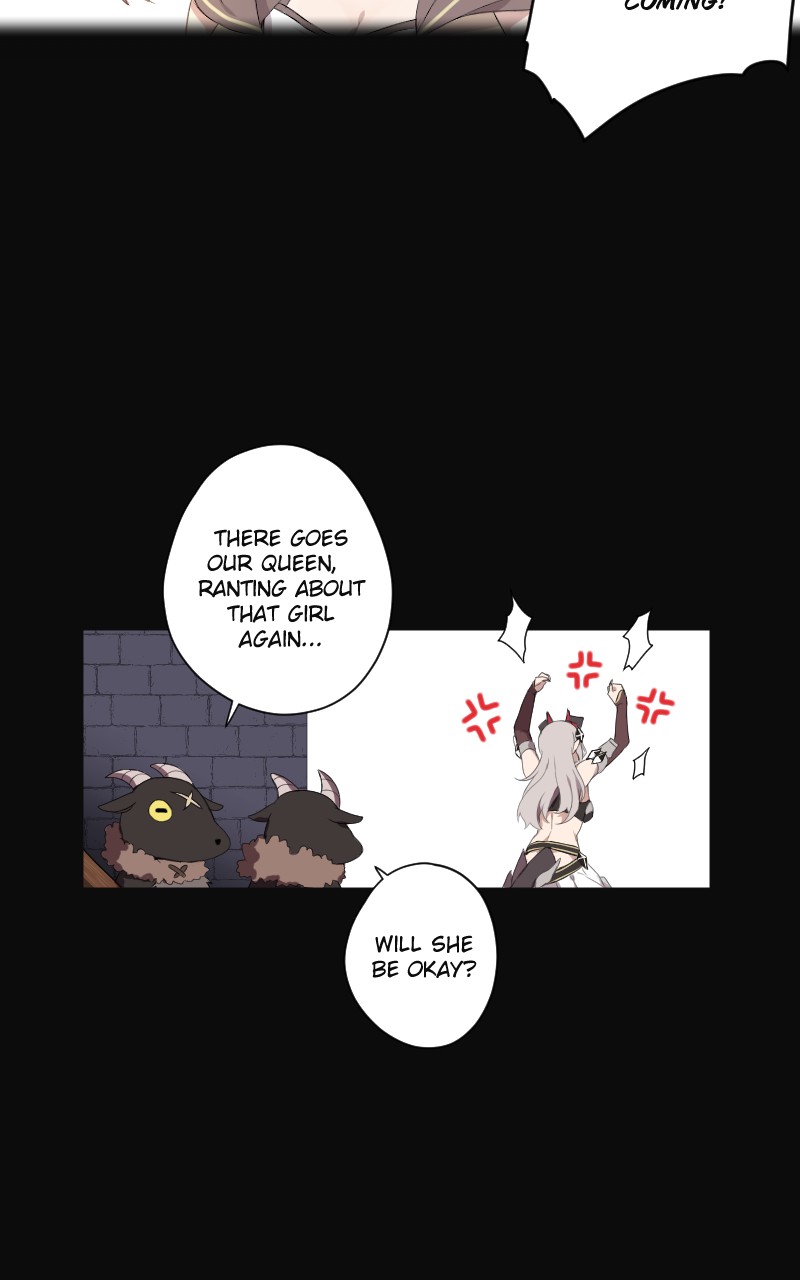 COMING?
THERE GOES
OUR QUEEN,
RANTING ABOUT
THAT GIRL
AGAIN...
WILL SHE
BE OKAY?